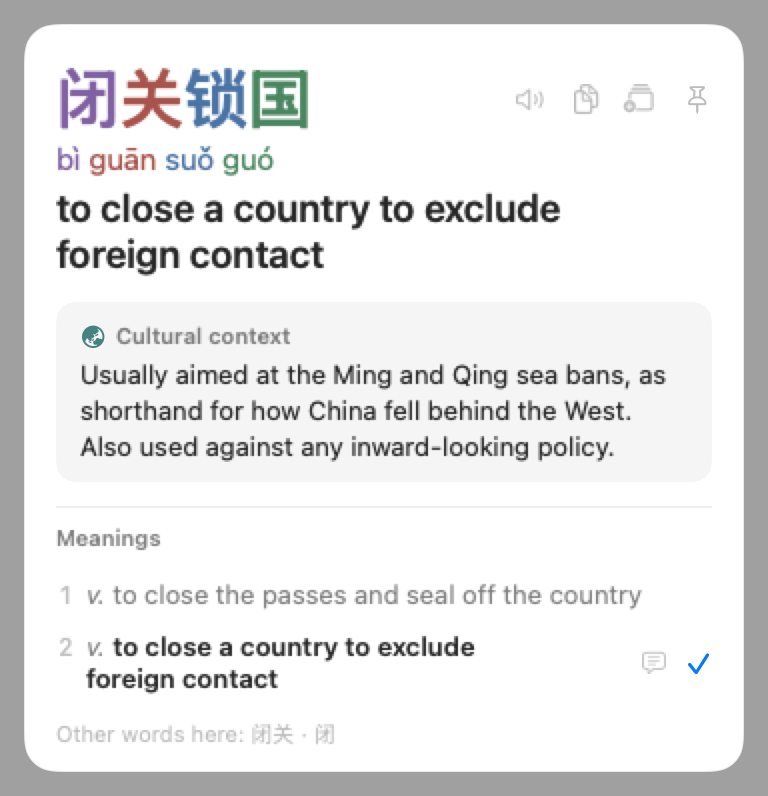 闭关锁国
bì guān suǒ guó
to close a country to exclude
foreign contact
Cultural context
Usually aimed at the Ming and Qing sea bans, as
shorthand for how China fell behind the West.
Also used against any inward-looking policy.
Meanings
1 v. to close the passes and seal off the country
2 v. to close a country to exclude
foreign contact
Other words here: 闭关 · 闭